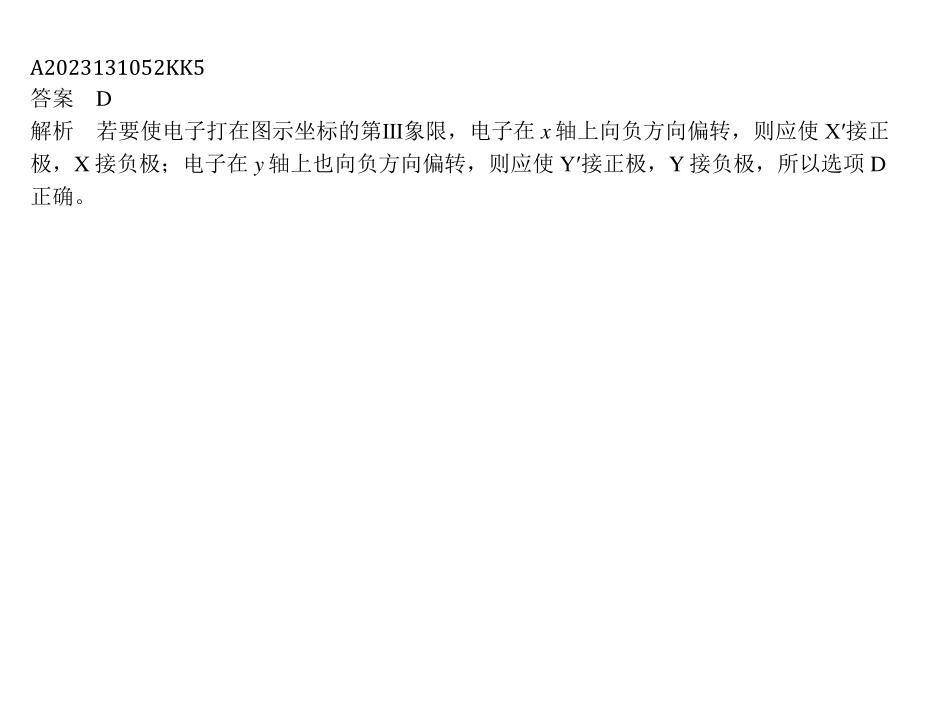 A2023131052KK5
答案　D
解析　若要使电子打在图示坐标的第Ⅲ象限，电子在 x 轴上向负方向偏转，则应使 X′接正
极，X 接负极；电子在 y 轴上也向负方向偏转，则应使 Y′接正极，Y 接负极，所以选项 D
正确。